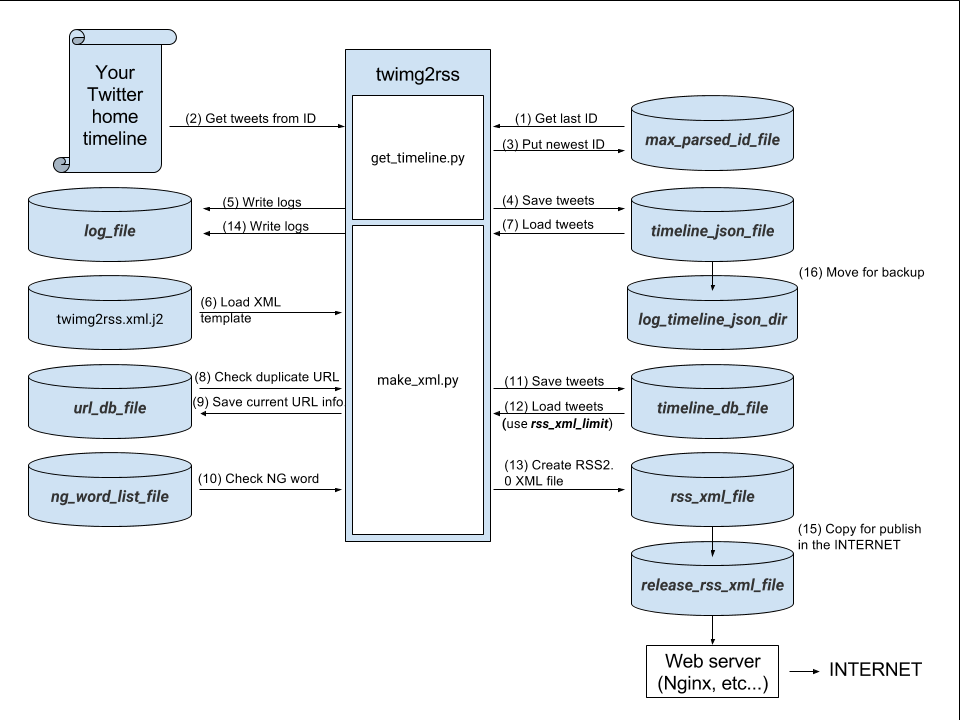 Your
Twitter
home
timeline
twimg2rss
get_timeline.py
make_xml.py
(2) Get tweets from ID
(1) Get last ID
(3) Put newest ID
max_parsed_id_file
(5) Write logs
(14) Write logs
log_file
(4) Save tweets
(7) Load tweets
timeline_json_file
(16) Move for backup
log_timeline_json_dir
(6) Load XML
template
twimg2rss.xml.j2
(8) Check duplicate URL
(9) Save current URL info
url_db_file
(11) Save tweets
(12) Load tweets
(use rss_xml_limit)
timeline_db_file
(10) Check NG word
ng_word_list_file
(13) Create RSS2.
0 XML file
rss_xml_file
(15) Copy for publish
in the INTERNET
release_rss_xml_file
Web server
(Nginx, etc...)
INTERNET